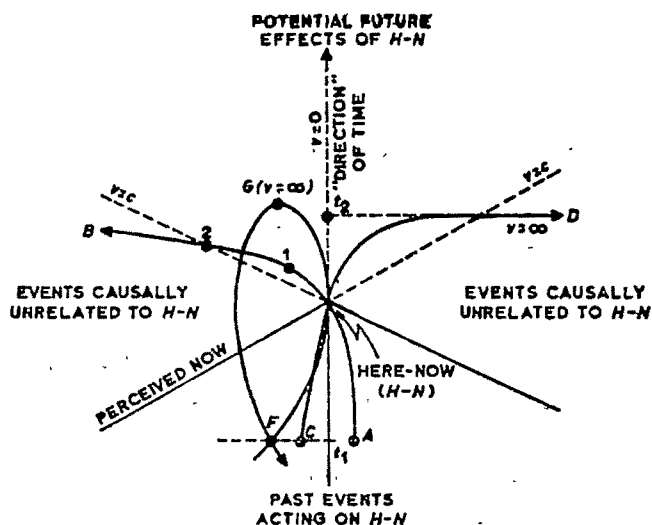 POTENTIAL FUTURE
EFFECTS OF H-N
v=0
"DIRECTION"
OF TIME
G(v=∞)
t2
v=c
v=c
B
2
1
D
v=∞
EVENTS CAUSALLY
UNRELATED TO H-N
EVENTS CAUSALLY
UNRELATED TO H-N
PERCEIVED NOW
HERE-NOW
(H-N)
F
C
A
t1
PAST EVENTS
ACTING ON H-N